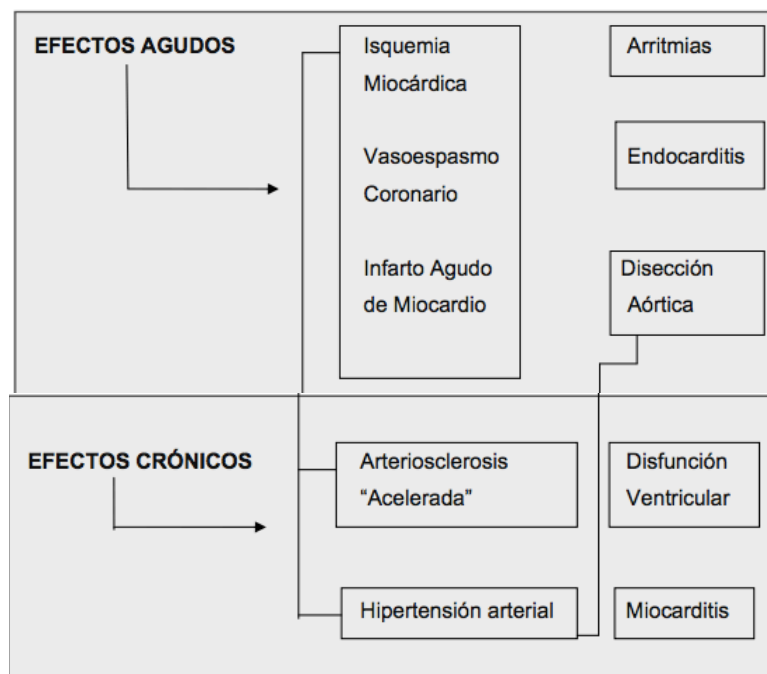 EFECTOS AGUDOS
Isquemia
Miocárdica
Vasoespasmo
Coronario
Infarto Agudo
de Miocardio
Arritmias
Endocarditis
Disección
Aórtica
EFECTOS CRÓNICOS
Arteriosclerosis
“Acelerada”
Disfunción
Ventricular
Hipertensión arterial
Miocarditis